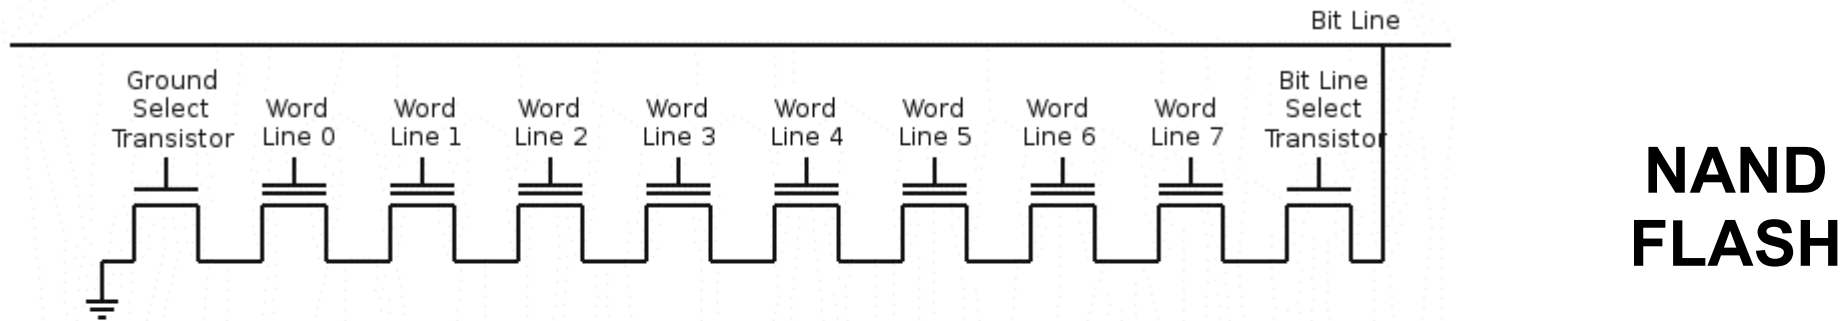 Bit Line
Ground
Select
Transistor
Word
Line 0
Word
Line 1
Word
Line 2
Word
Line 3
Word
Line 4
Word
Line 5
Word
Line 6
Word
Line 7
Bit Line
Select
Transistor
NAND
FLASH